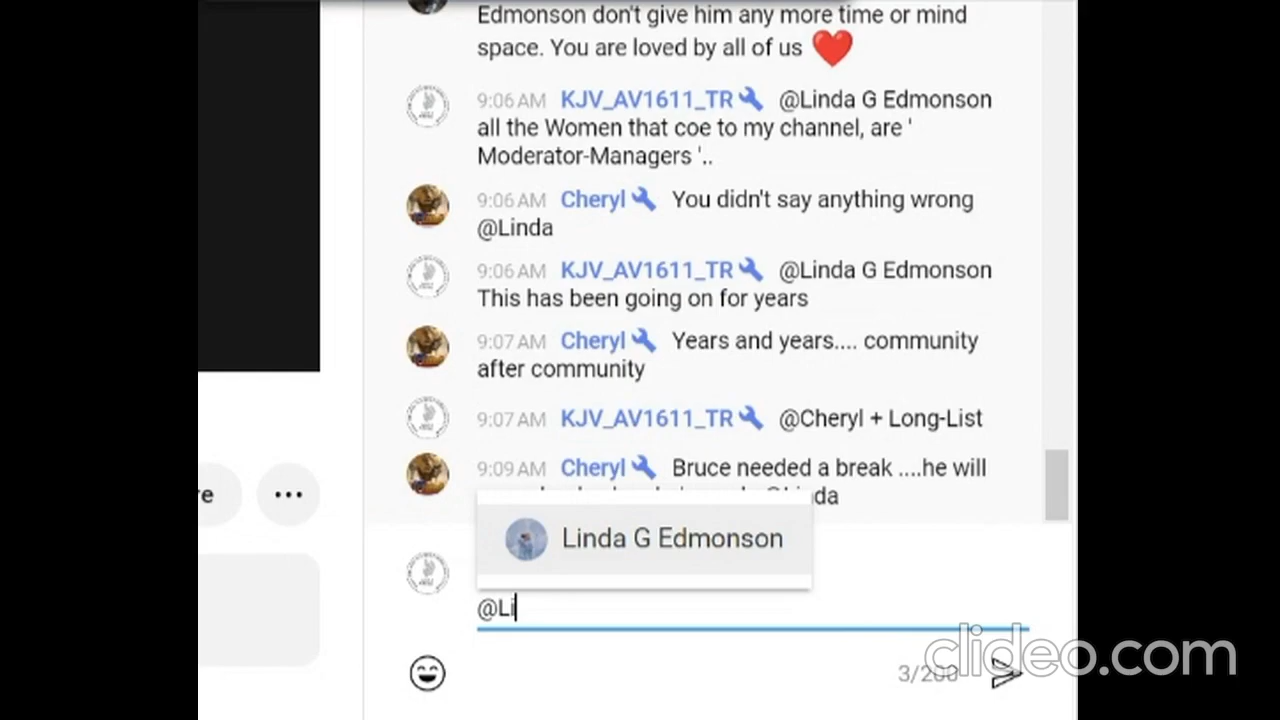 Edmonson don't give him any more time or mind
space. You are loved by all of us ❤️
9:06 AM KJV_AV1611_TR @Linda G Edmonson
all the Women that coe to my channel, are '
Moderator-Managers '..
9:06 AM Cheryl You didn't say anything wrong
@Linda
9:06 AM KJV_AV1611_TR @Linda G Edmonson
This has been going on for years
9:07 AM Cheryl Years and years.... community
after community
9:07 AM KJV_AV1611_TR @Cheryl + Long-List
9:09 AM Cheryl Bruce needed a break ....he will
re
Linda G Edmonson
@Li
3/200
clideo.com